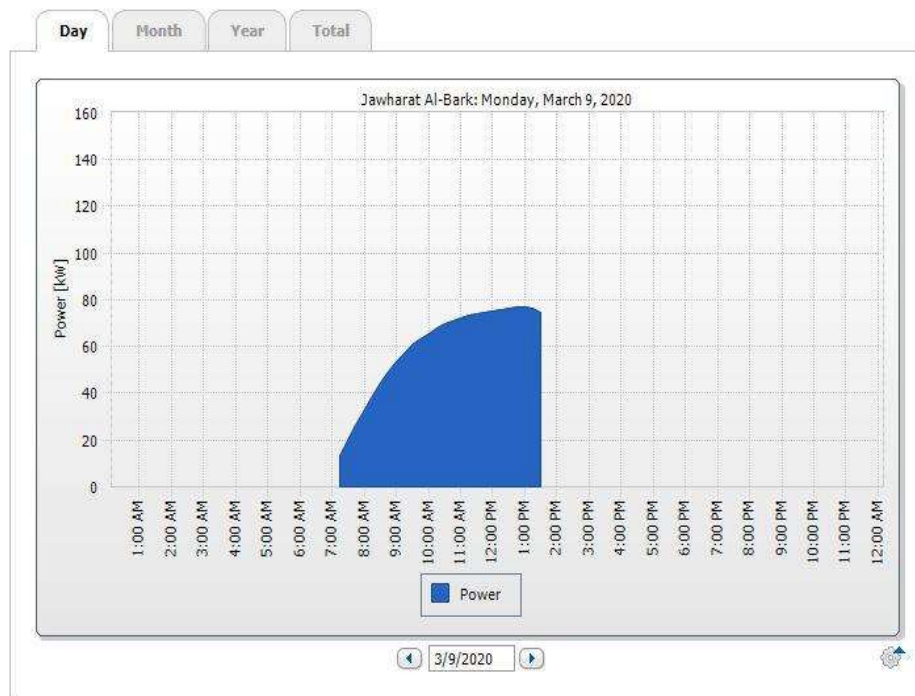 Day Month Year Total
Jawharat Al-Bark: Monday, March 9, 2020
Power [kW]
160
140
120
100
80
60
40
20
0
1:00 AM 2:00 AM 3:00 AM 4:00 AM 5:00 AM 6:00 AM 7:00 AM 8:00 AM 9:00 AM 10:00 AM 11:00 AM 12:00 PM 1:00 PM 2:00 PM 3:00 PM 4:00 PM 5:00 PM 6:00 PM 7:00 PM 8:00 PM 9:00 PM 10:00 PM 11:00 PM 12:00 AM
Power
3/9/2020